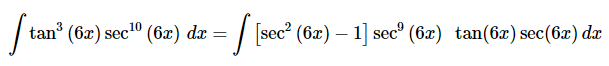 ∫ tan³ (6x) sec¹⁰ (6x) dx = ∫ [sec² (6x) − 1] sec⁹ (6x) tan(6x) sec(6x) dx